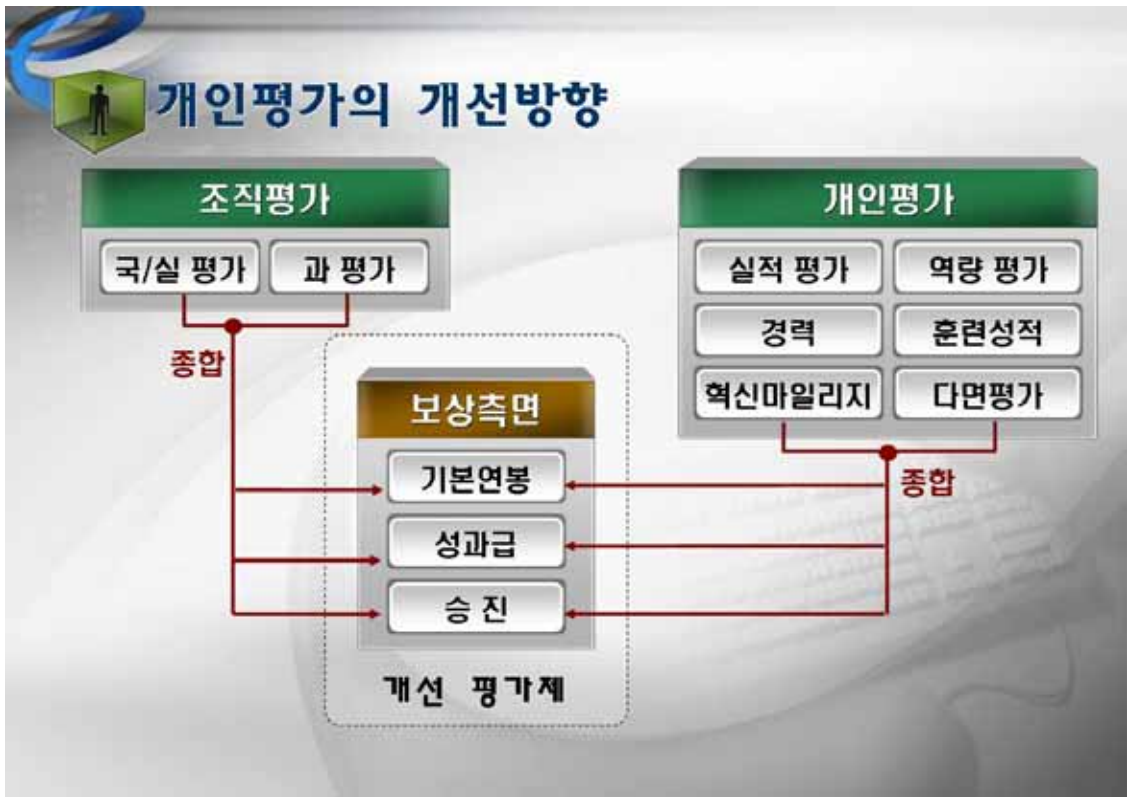 개인평가의 개선방향
조직평가
국/실 평가
과 평가
종합
개인평가
실적 평가
역량 평가
경력
훈련성적
혁신마일리지
다면평가
종합
보상측면
기본연봉
성과급
승 진
개선 평가제